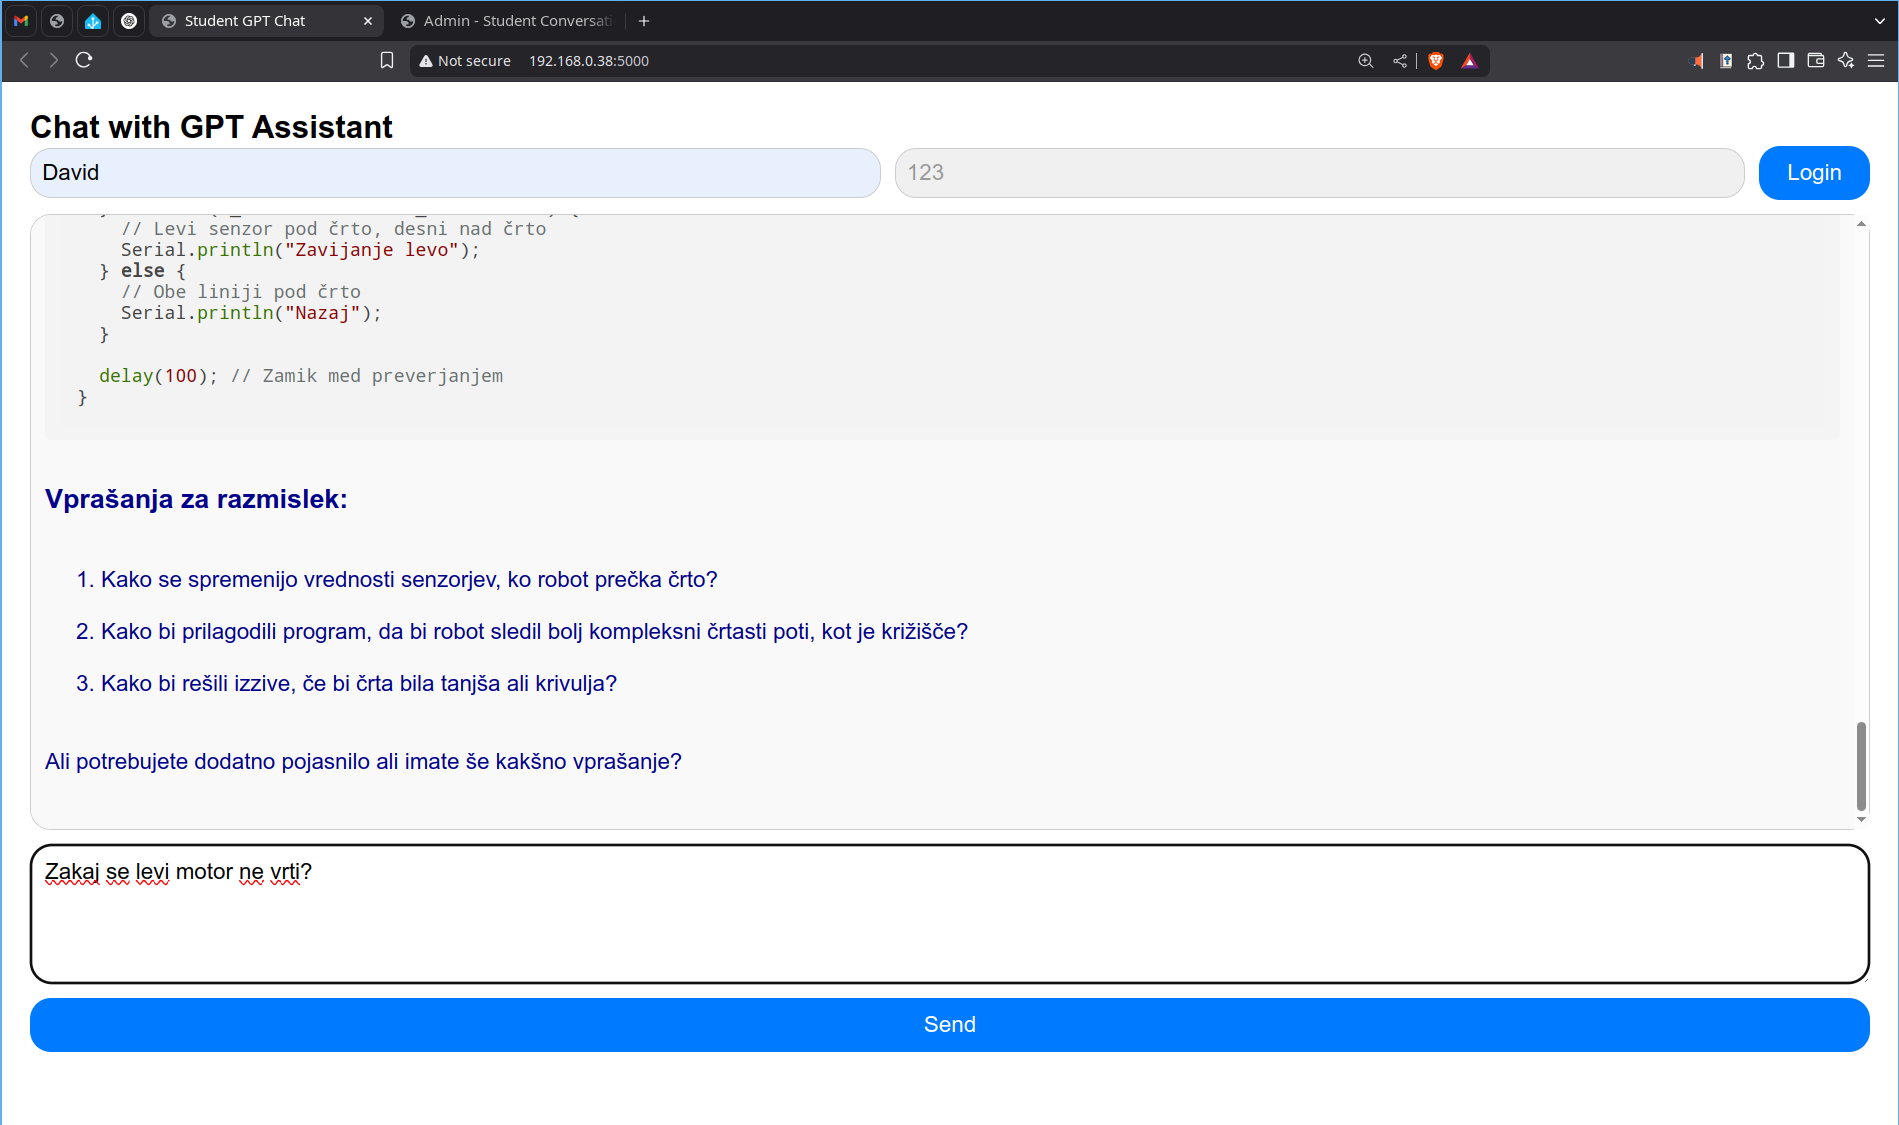 Student GPT Chat
Admin - Student Conversati
Not secure 192.168.0.38:5000
Chat with GPT Assistant
David
123
Login
// Levi senzor pod črto, desni nad črto
Serial.println("Zavijanje levo");
} else {
// Obe liniji pod črto
Serial.println("Nazaj");
}
delay(100); // Zamik med preverjanjem
}
Vprašanja za razmislek:
1. Kako se spremenijo vrednosti senzorjev, ko robot prečka črto?
2. Kako bi prilagodili program, da bi robot sledil bolj kompleksni črtasti poti, kot je križišče?
3. Kako bi rešili izzive, če bi črta bila tanjša ali krivulja?
Ali potrebujete dodatno pojasnilo ali imate še kakšno vprašanje?
Zakaj se levi motor ne vrti?
Send